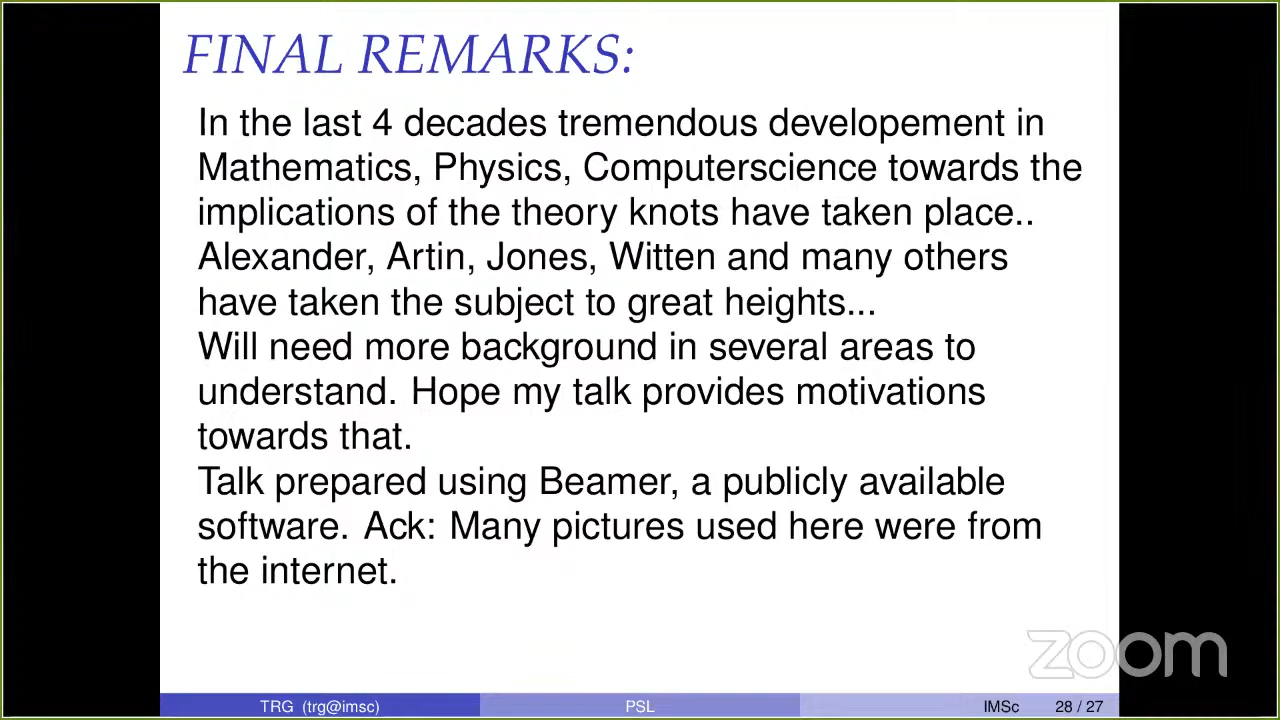 FINAL REMARKS:
In the last 4 decades tremendous developement in
Mathematics, Physics, Computerscience towards the
implications of the theory knots have taken place..
Alexander, Artin, Jones, Witten and many others
have taken the subject to great heights...
Will need more background in several areas to
understand. Hope my talk provides motivations
towards that.
Talk prepared using Beamer, a publicly available
software. Ack: Many pictures used here were from
the internet.
zoom
TRG (trg@imsc) PSL IMSc 28 / 27